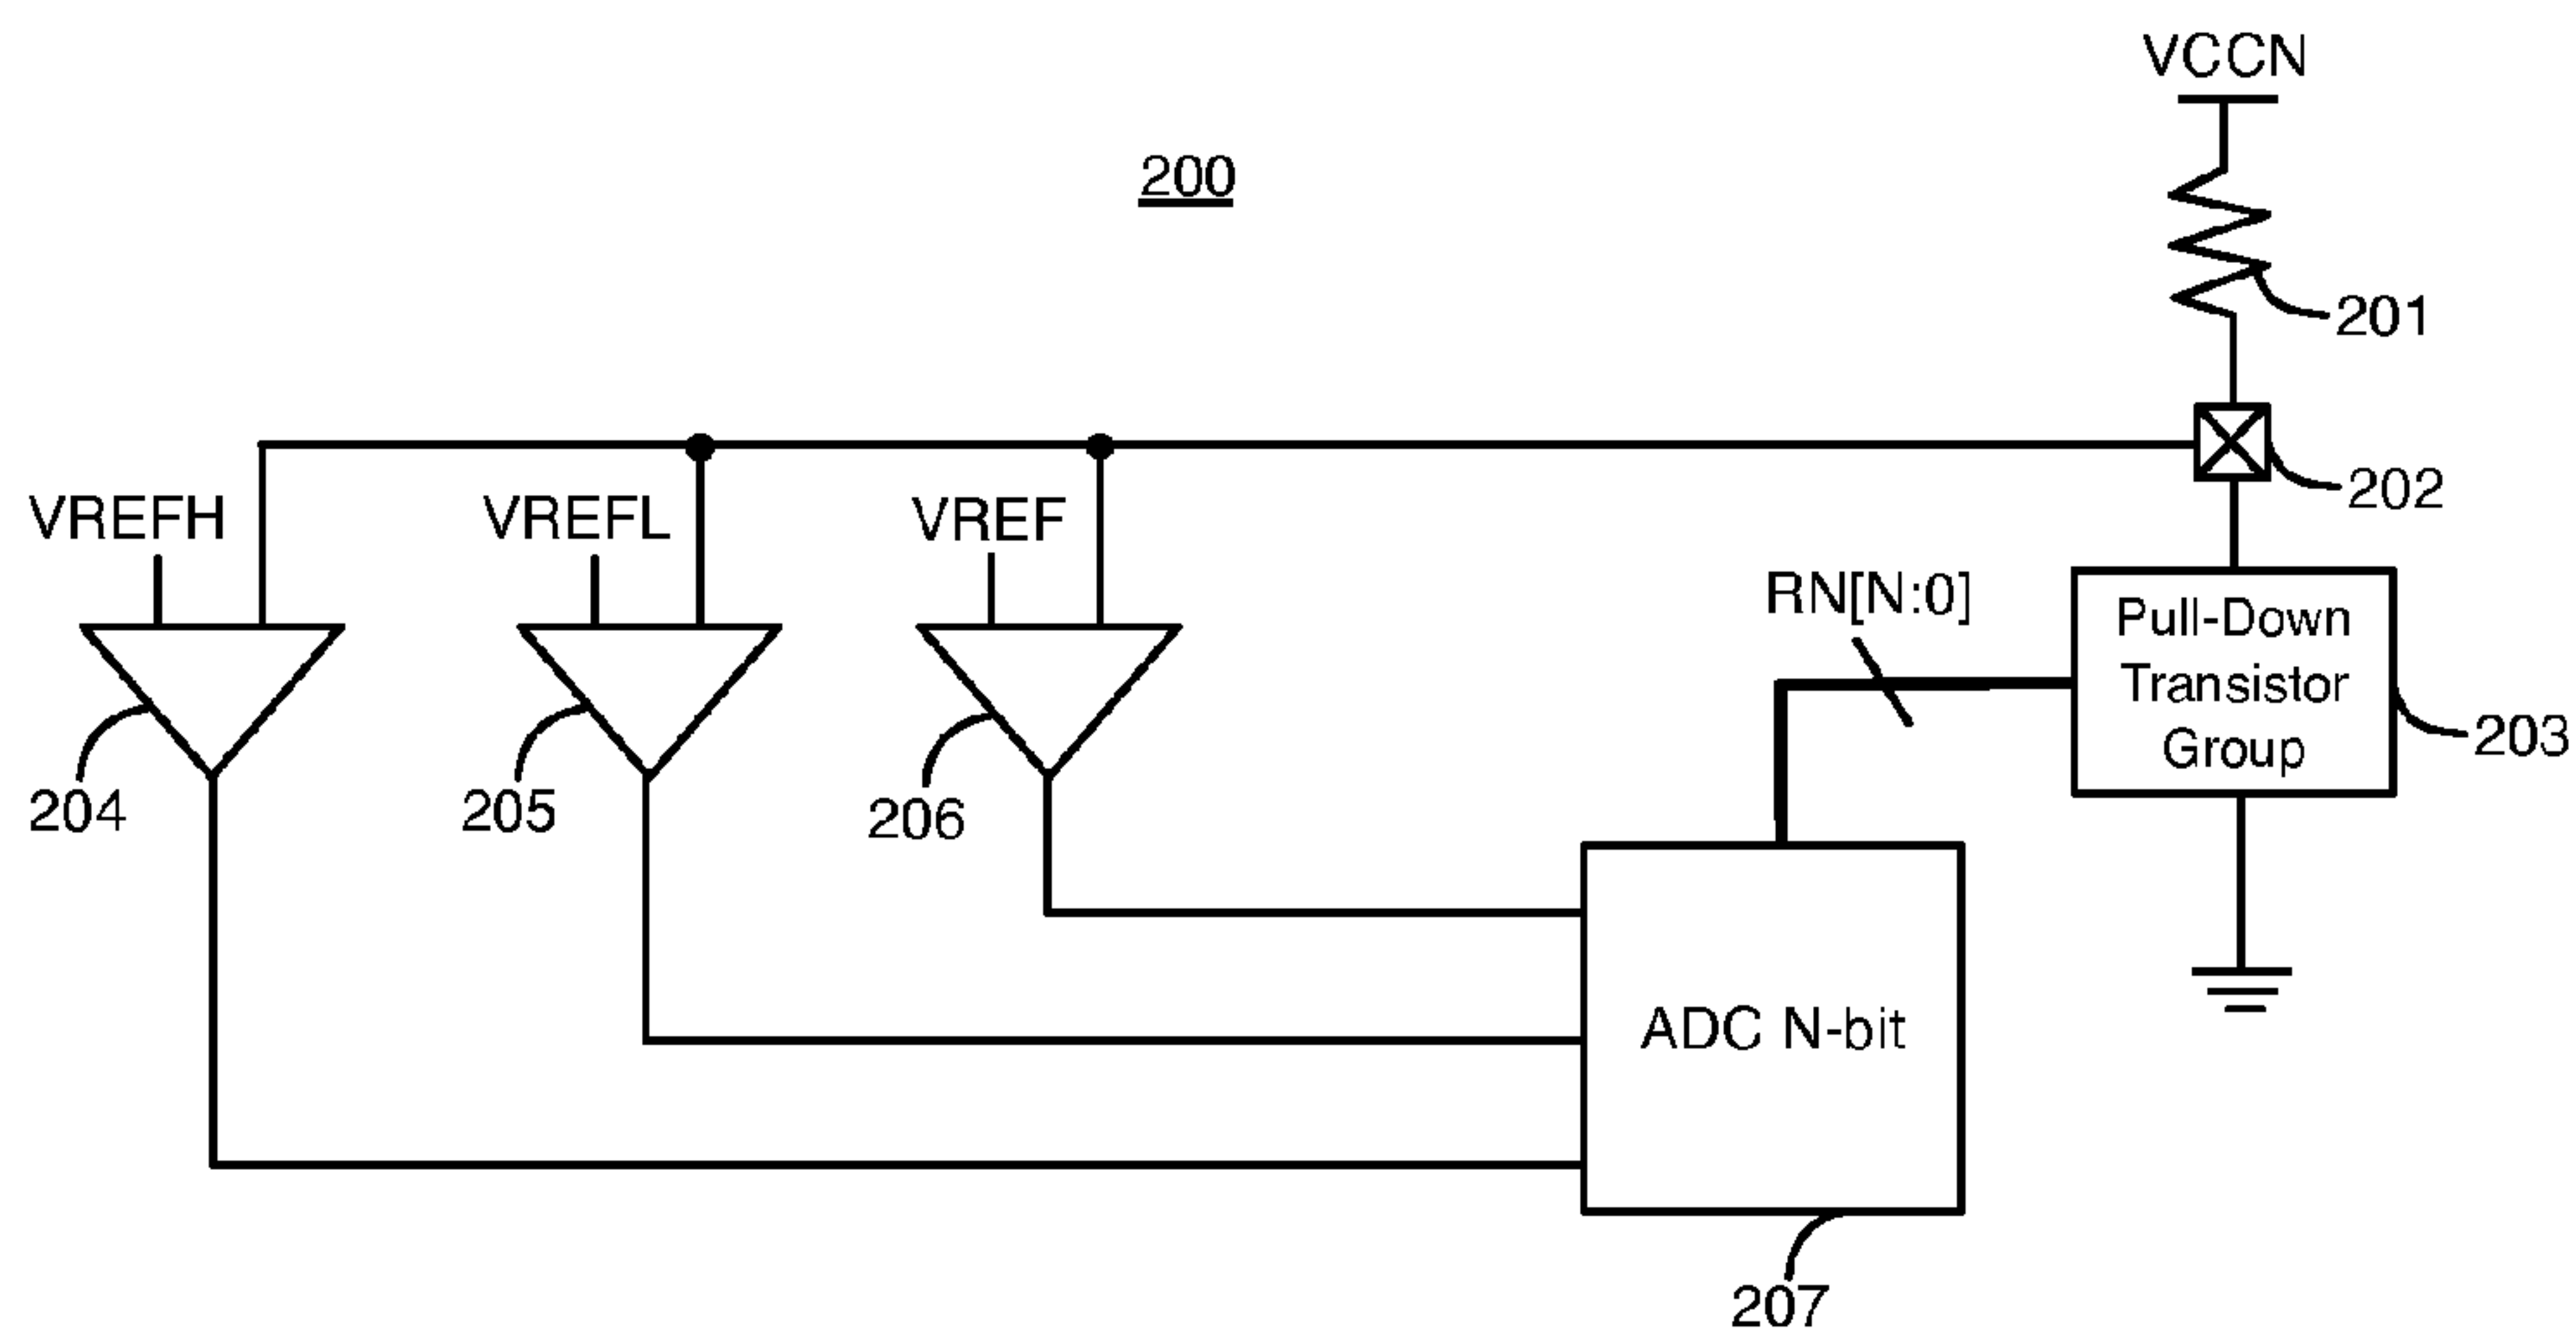 VCCN
200
201
202
VREFH
VREFL
VREF
RN[N:0]
Pull-Down
Transistor
Group
203
204
205
206
ADC N-bit
207